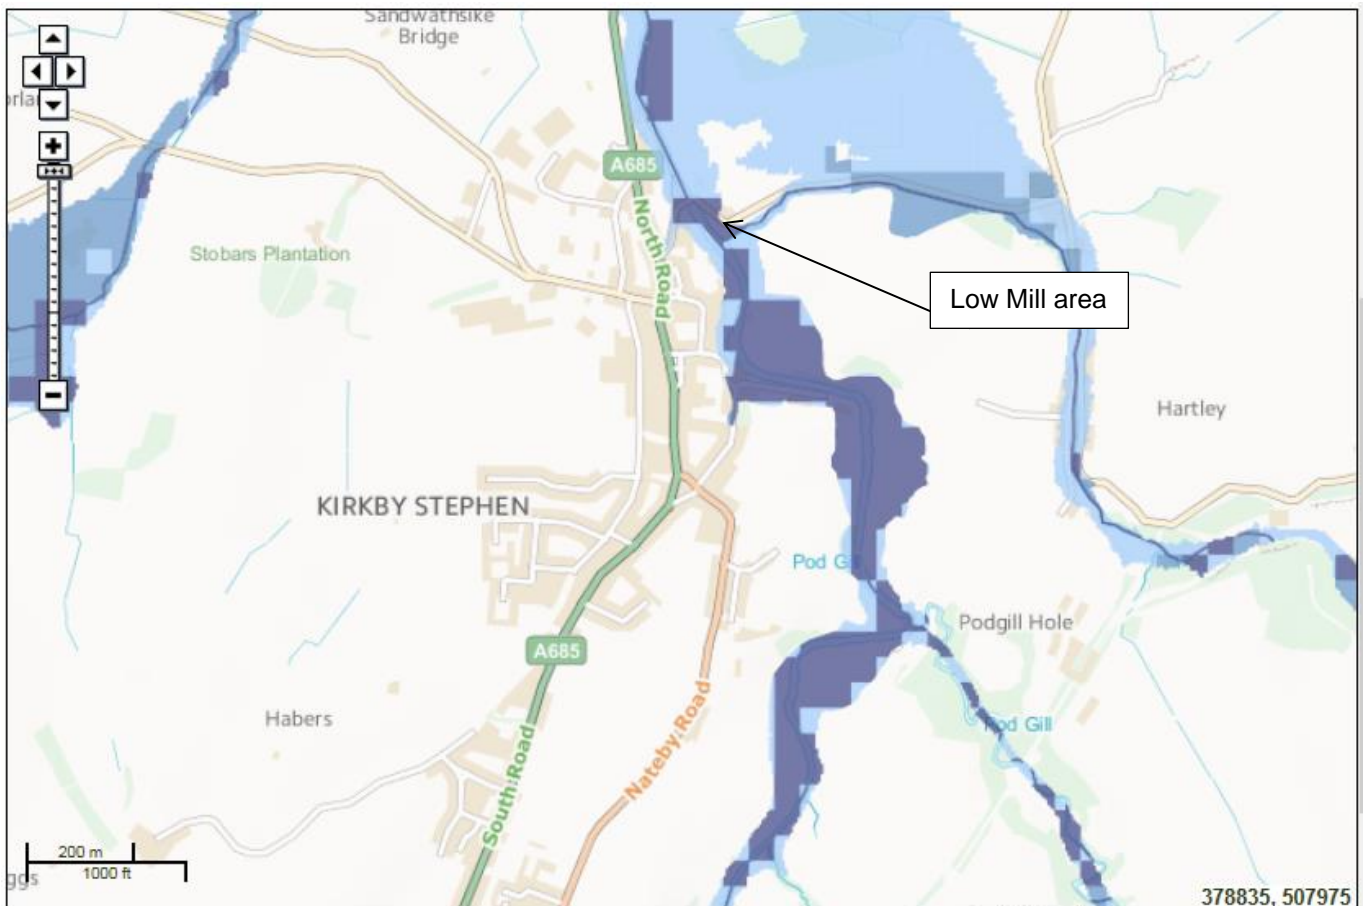 Sandwathsike
Bridge
A685
North Road
Stobars Plantation
Low Mill area
Hartley
KIRKBY STEPHEN
Pod G
Podgill Hole
A685
Habers
Pod Gill
Nateby Road
South Road
200 m
1000 ft
378835, 507975